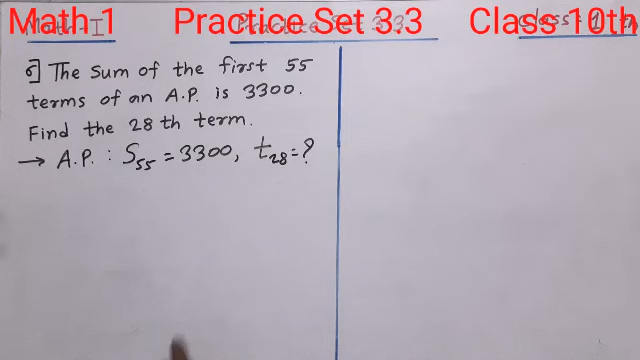 Math 1 Practice Set 3.3 Class 10th
6] The Sum of the first 55
terms of an A.P. is 3300.
Find the 28 th term.
→ A.P. : S₅₅ = 3300, t₂₈ = ?